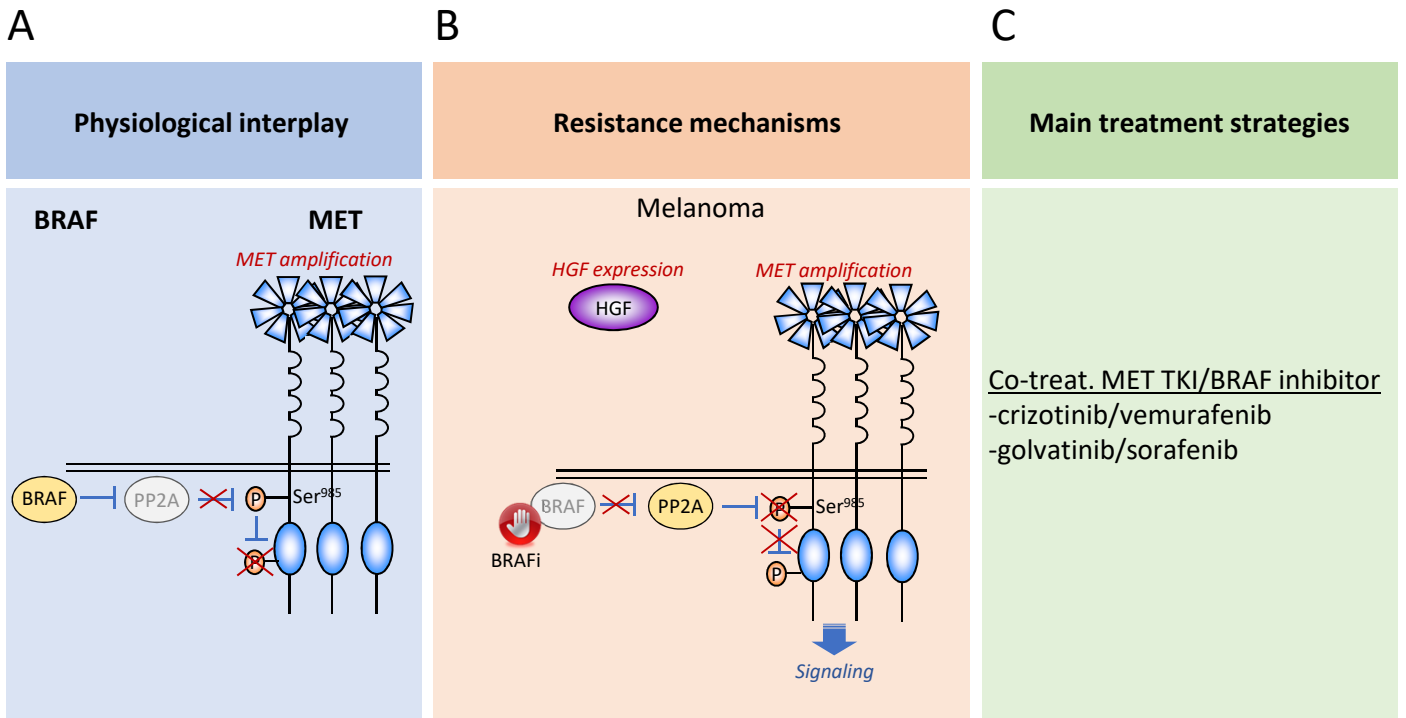 A
B
C
Physiological interplay
Resistance mechanisms
Main treatment strategies
BRAF
MET
MET amplification
BRAF
PP2A
P
Ser⁹⁸⁵
P
Melanoma
HGF expression
MET amplification
HGF
BRAF
PP2A
P
Ser⁹⁸⁵
BRAFi
P
Signaling
Co-treat. MET TKI/BRAF inhibitor
-crizotinib/vemurafenib
-golvatinib/sorafenib